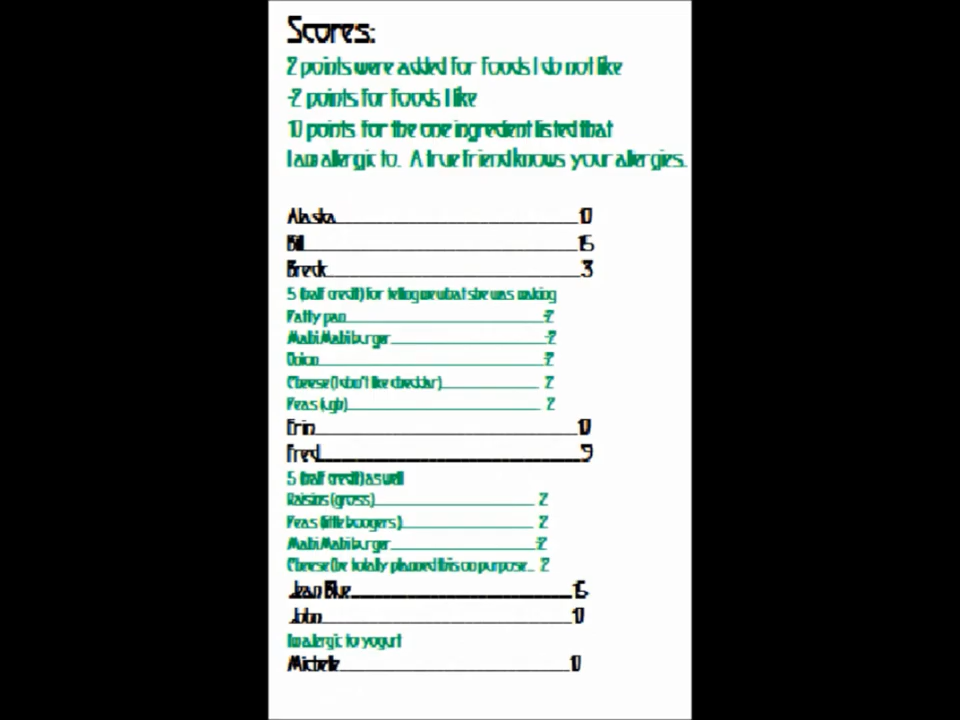 Scores:
2 points were added for foods I do not like
-2 points for foods I like
10 points for the one ingredient listed that
I am allergic to. A true friend knows your allergies.
Alaska 10
Bill 15
Breck 3
5 (half credit) for telling me what she was making
Patty pan -2
Mahi Mahi burger -2
Onion -2
Cheese (I don't like cheddar) 2
Peas (ugh) 2
Erin 10
Fred 9
5 (half credit) as well
Raisins (gross) 2
Peas (little boogers) 2
Mahi Mahi burger -2
Cheese (he totally planned this on purpose 2
Jean Blue 15
John 10
Im allergic to yogurt
Michelle 10